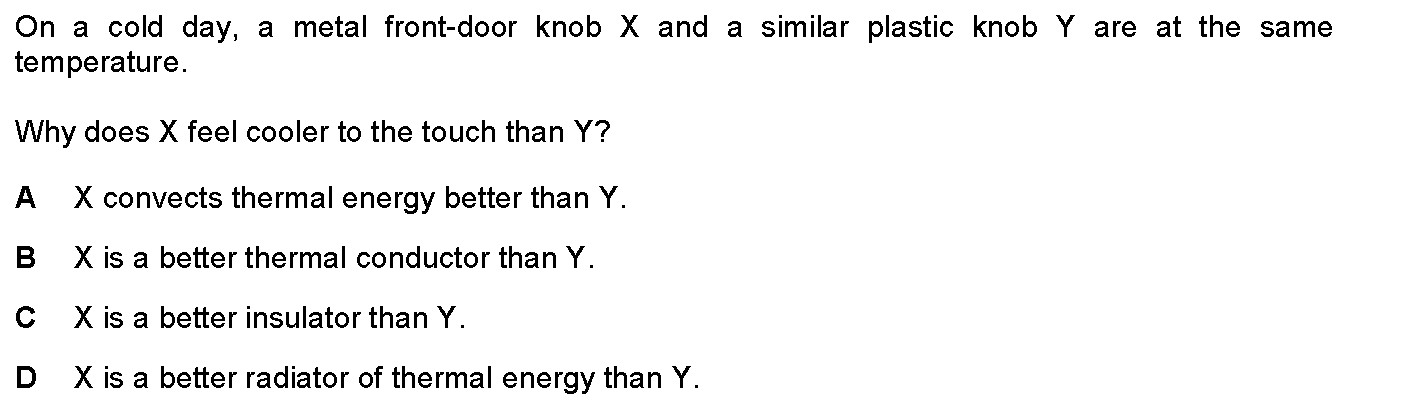 On a cold day, a metal front-door knob X and a similar plastic knob Y are at the same
temperature.
Why does X feel cooler to the touch than Y?
A X convects thermal energy better than Y.
B X is a better thermal conductor than Y.
C X is a better insulator than Y.
D X is a better radiator of thermal energy than Y.